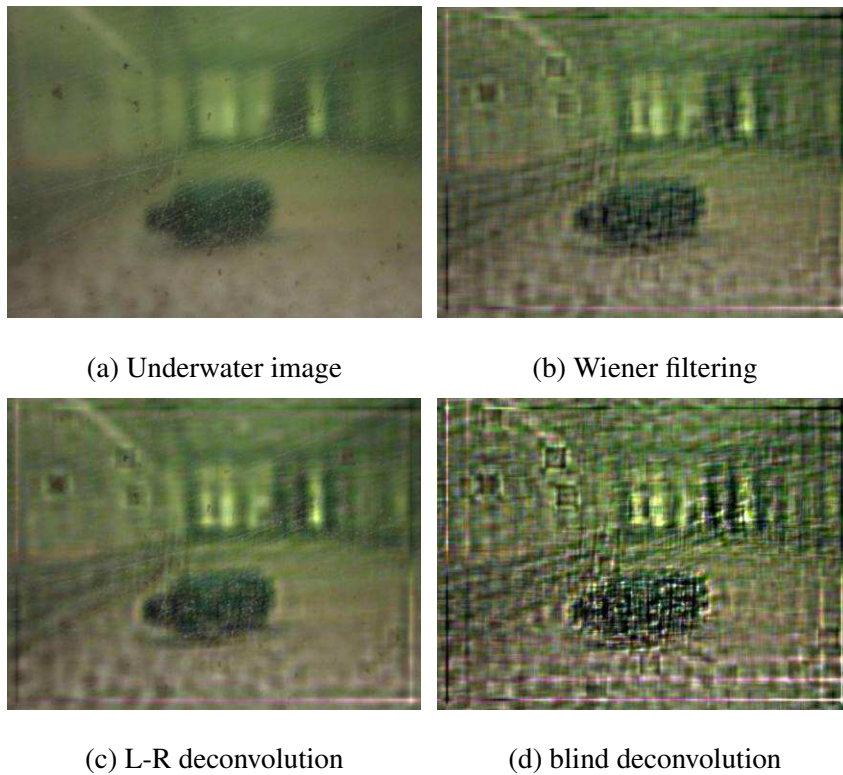 (a) Underwater image
(b) Wiener filtering
(c) L-R deconvolution
(d) blind deconvolution